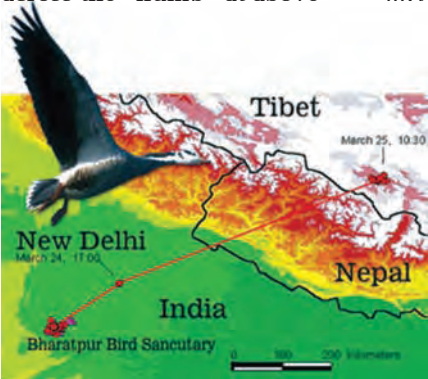 Tibet
March 25, 10:30
New Delhi
March 24, 17:00
Nepal
India
Bharatpur Bird Sancutary
0 100 200 Kilometers